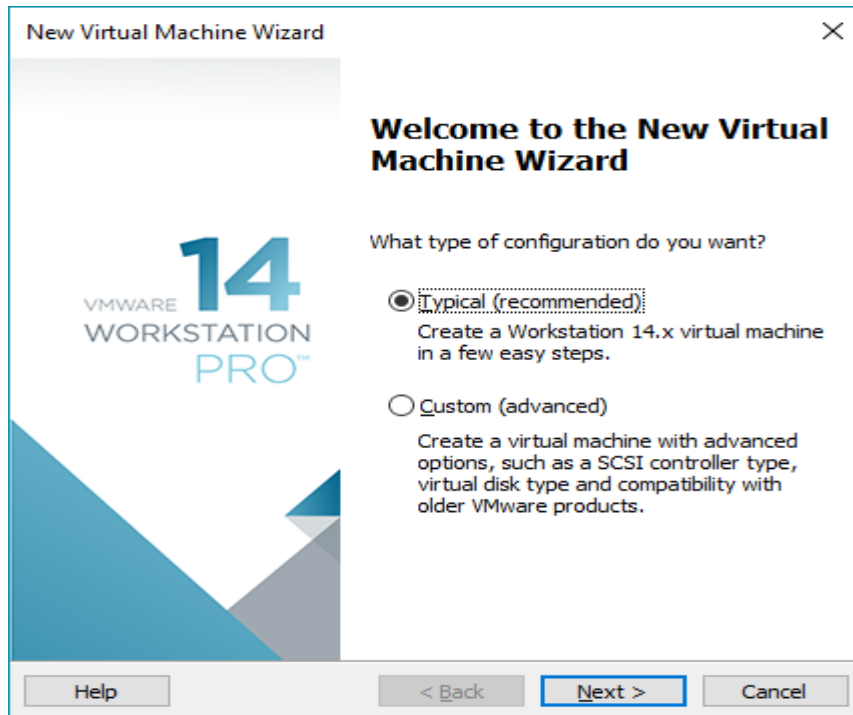 New Virtual Machine Wizard
Welcome to the New Virtual
Machine Wizard
VMWARE 14
WORKSTATION
PRO™
What type of configuration do you want?
Typical (recommended)
Create a Workstation 14.x virtual machine
in a few easy steps.
Custom (advanced)
Create a virtual machine with advanced
options, such as a SCSI controller type,
virtual disk type and compatibility with
older VMware products.
Help
< Back
Next >
Cancel